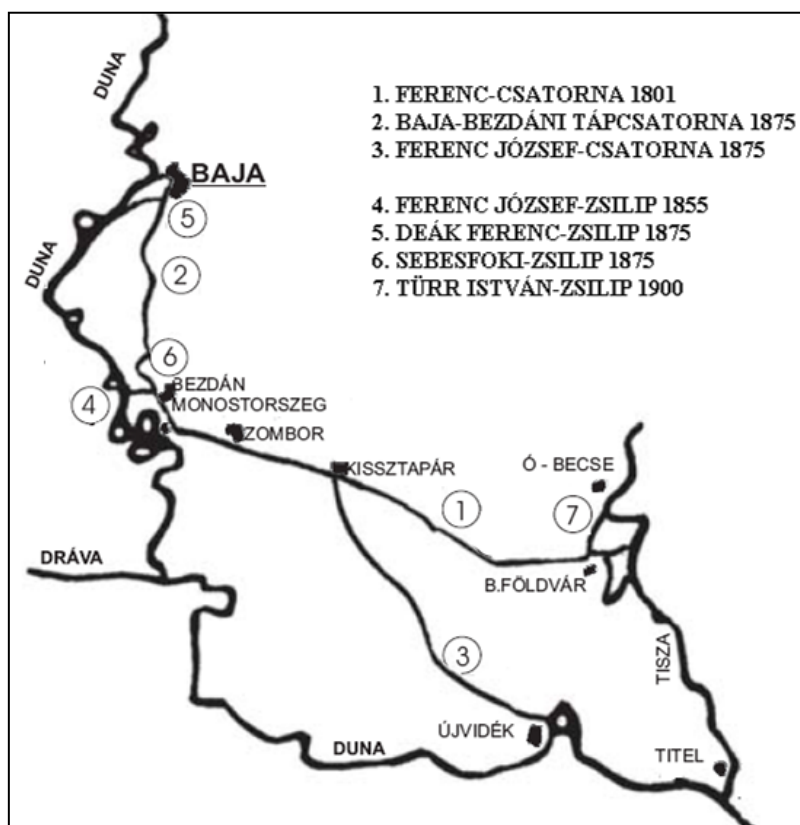 DUNA
1. FERENC-CSATORNA 1801
2. BAJA-BEZDÁNI TÁPCSATORNA 1875
3. FERENC JÓZSEF-CSATORNA 1875
BAJA
4. FERENC JÓZSEF-ZSILIP 1855
5. DEÁK FERENC-ZSILIP 1875
6. SEBESFOKI-ZSILIP 1875
7. TÜRR ISTVÁN-ZSILIP 1900
5
DUNA
2
6
BEZDÁN
4
MONOSTORSZEG
ZOMBOR
KISSZTAPÁR
Ó - BECSE
1
7
DRÁVA
B.FÖLDVÁR
3
TISZA
ÚJVIDÉK
DUNA
TITEL